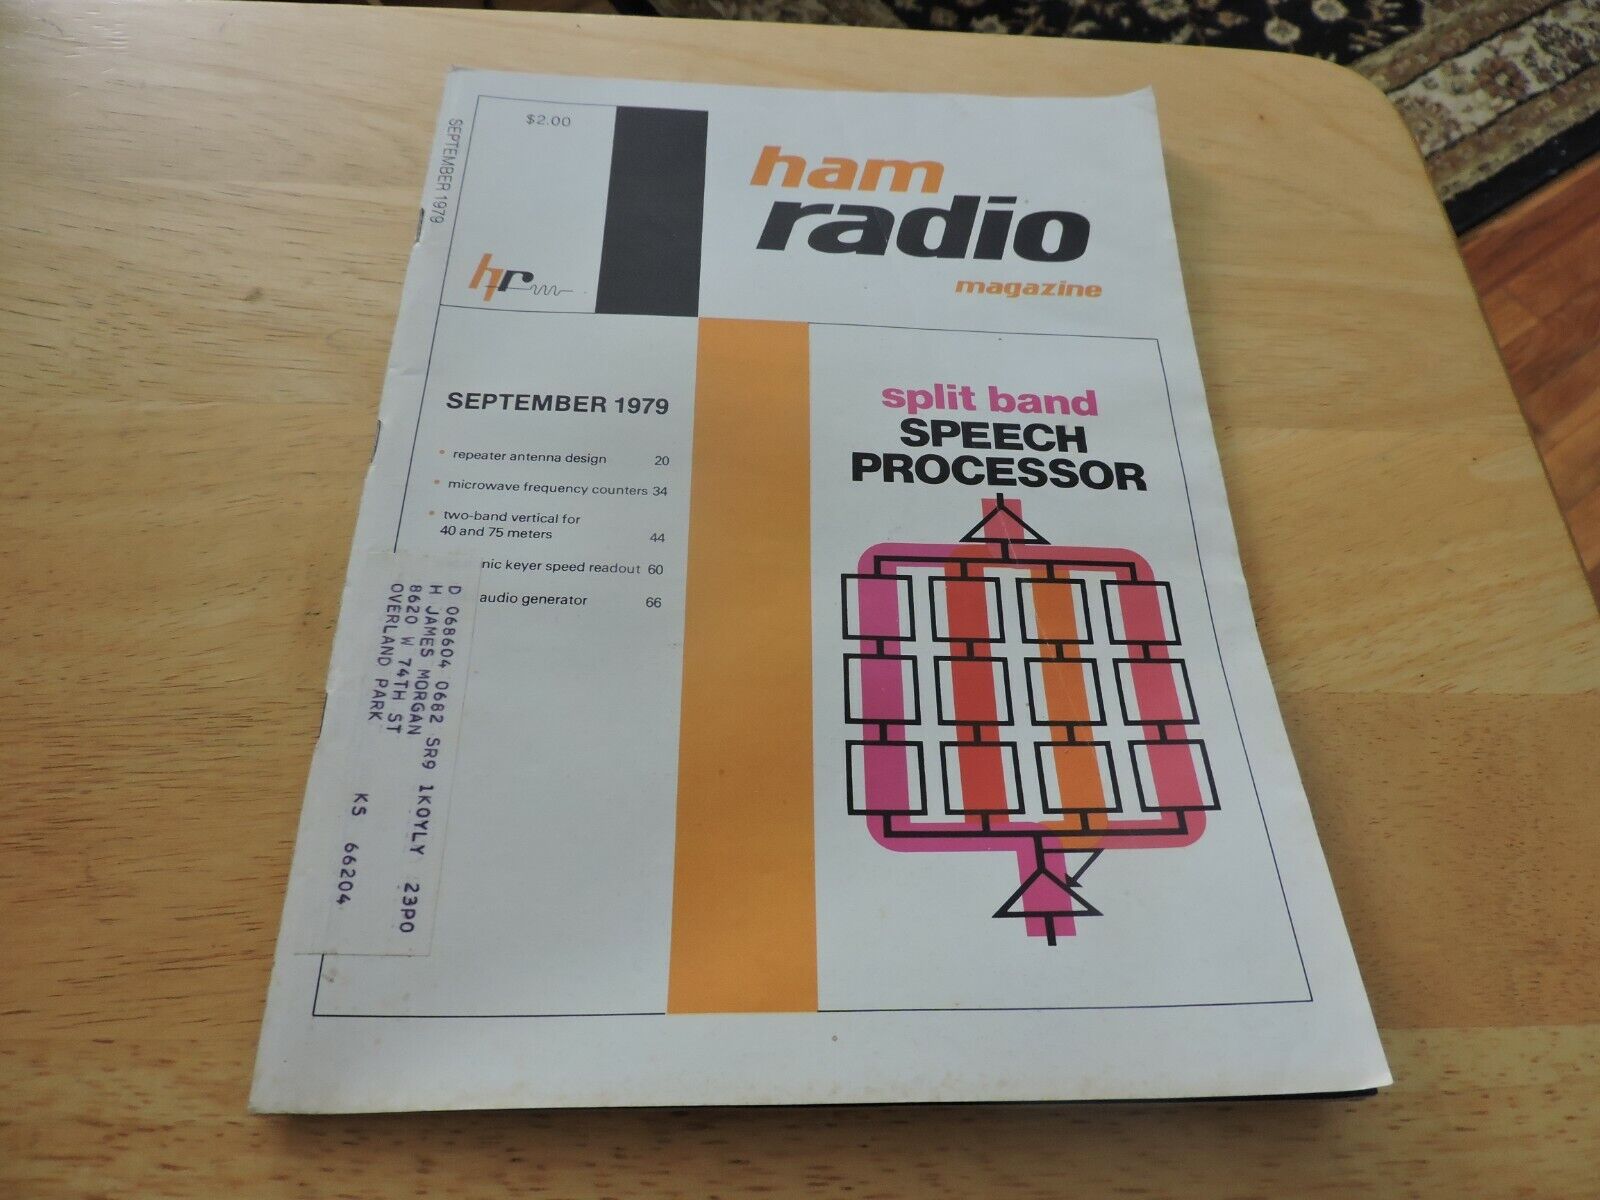 SEPTEMBER 1979
$2.00
ham
radio
magazine
hr
SEPTEMBER 1979
repeater antenna design 20
microwave frequency counters 34
two-band vertical for
40 and 75 meters 44
nic keyer speed readout 60
audio generator 66
split band
SPEECH
PROCESSOR
D 068604 0682 SR9 1K0YLY 23PO
H JAMES MORGAN
8620 W 74TH ST
OVERLAND PARK KS 66204